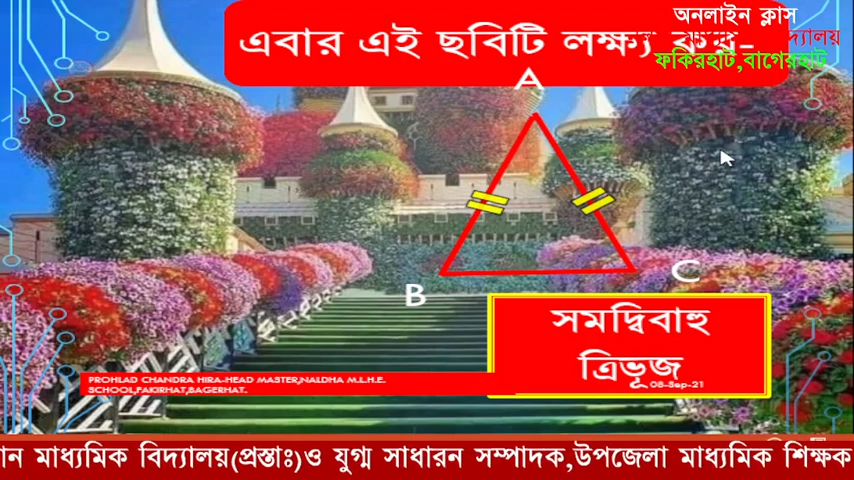 অনলাইন ক্লাস
এবার এই ছবিটি লক্ষ্য কর-
ফকিরহাট,বাগেরহাট
A
B
C
সমদ্বিবাহু
ত্রিভূজ
08-Sep-21
PROHLAD CHANDRA HIRA-HEAD MASTER,NALDHA M.L.H.E.
SCHOOL,FAKIRHAT,BAGERHAT.
মাধ্যমিক বিদ্যালয়(প্রস্তাঃ)ও যুগ্ম সাধারন সম্পাদক,উপজেলা মাধ্যমিক শিক্ষক